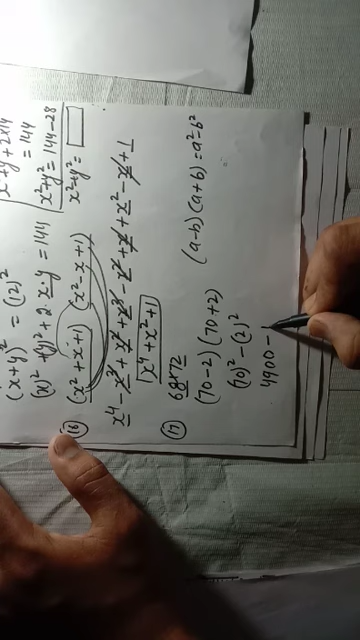 x²+y²+2×14
(x+y)² = (12)²
= 144
(x)²+(y)²+2·x·y = 144
x²+y² = 144-28
x²+y² =
(16) (x²+x+1) (x²-x+1)
x⁴-x³+x²+x³-x²+x+x²-x+1
x⁴+x²+1
(17) 68×72
(70-2) (70+2)
(a-b)(a+b) = a²-b²
(70)²-(2)²
4900-